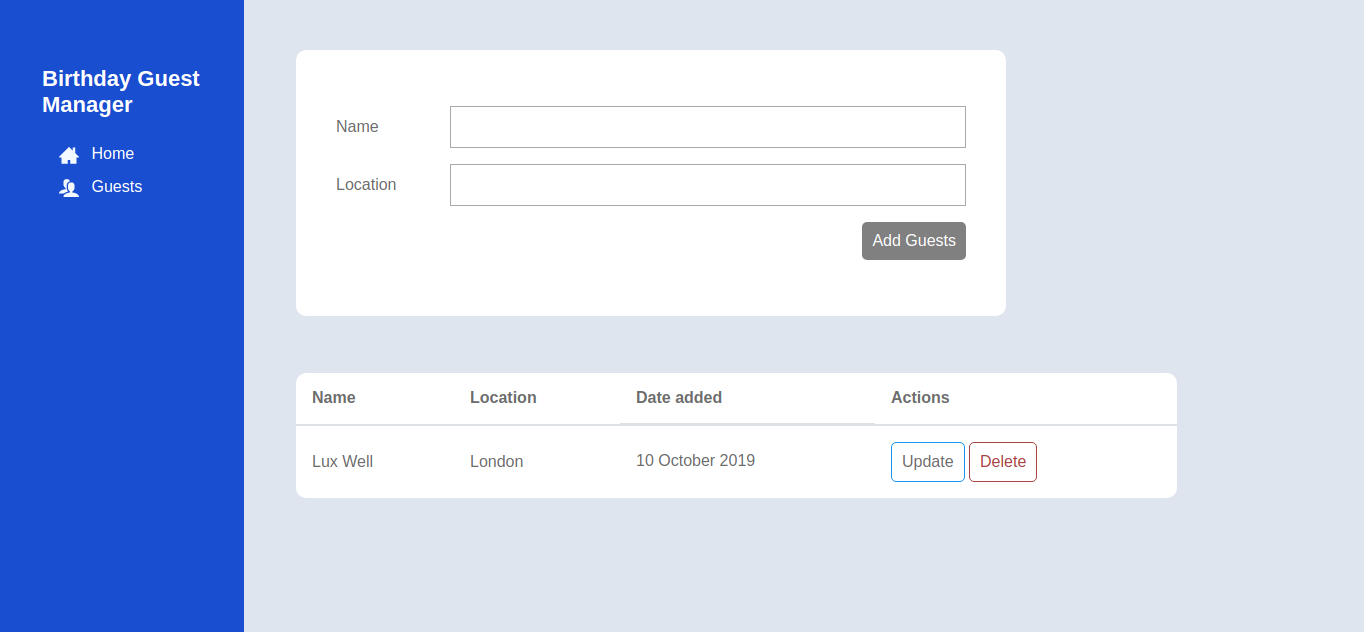 Birthday Guest
Manager
Home
Guests
Name
Location
Add Guests
Name Location Date added Actions
Lux Well London 10 October 2019 Update Delete